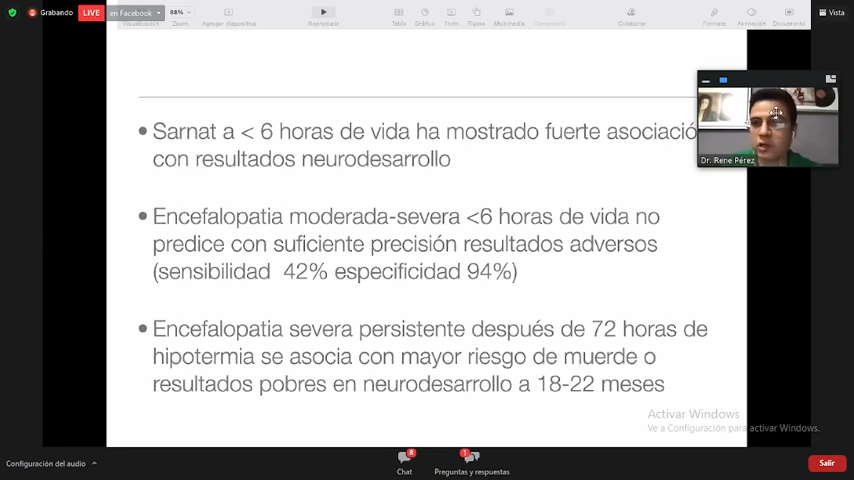 Grabando
LIVE
en Facebook
88%
Vista
Visualización
Zoom
Agregar diapositiva
Reproducir
Tabla
Gráfica
Texto
Figura
Multimedia
Comentario
Colaborar
Formato
Animación
Documento
• Sarnat a < 6 horas de vida ha mostrado fuerte asociació
con resultados neurodesarrollo
Dr. Rene Pérez
• Encefalopatia moderada-severa <6 horas de vida no
predice con suficiente precisión resultados adversos
(sensibilidad 42% especificidad 94%)
• Encefalopatia severa persistente después de 72 horas de
hipotermia se asocia con mayor riesgo de muerde o
resultados pobres en neurodesarrollo a 18-22 meses
Activar Windows
Ve a Configuración para activar Windows.
Configuración del audio
8
Chat
1
Preguntas y respuestas
Salir